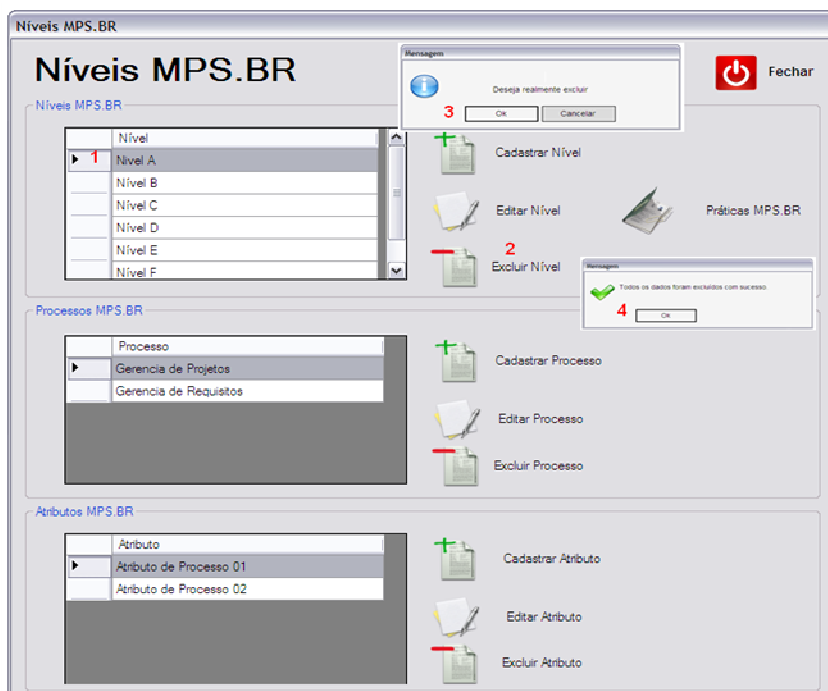 Níveis MPS.BR
Níveis MPS.BR
Fechar
Mensagem
Deseja realmente excluir
3
Ok
Cancelar
Níveis MPS.BR
Nível
1
Nivel A
Nível B
Nível C
Nível D
Nível E
Nível F
Cadastrar Nível
Editar Nível
Práticas MPS.BR
2
Excluir Nível
Mensagem
Todos os dados foram excluídos com sucesso
4
Ok
Processos MPS.BR
Processo
Gerencia de Projetos
Gerencia de Requisitos
Cadastrar Processo
Editar Processo
Excluir Processo
Atributos MPS.BR
Atributo
Atributo de Processo 01
Atributo de Processo 02
Cadastrar Atributo
Editar Atributo
Excluir Atributo